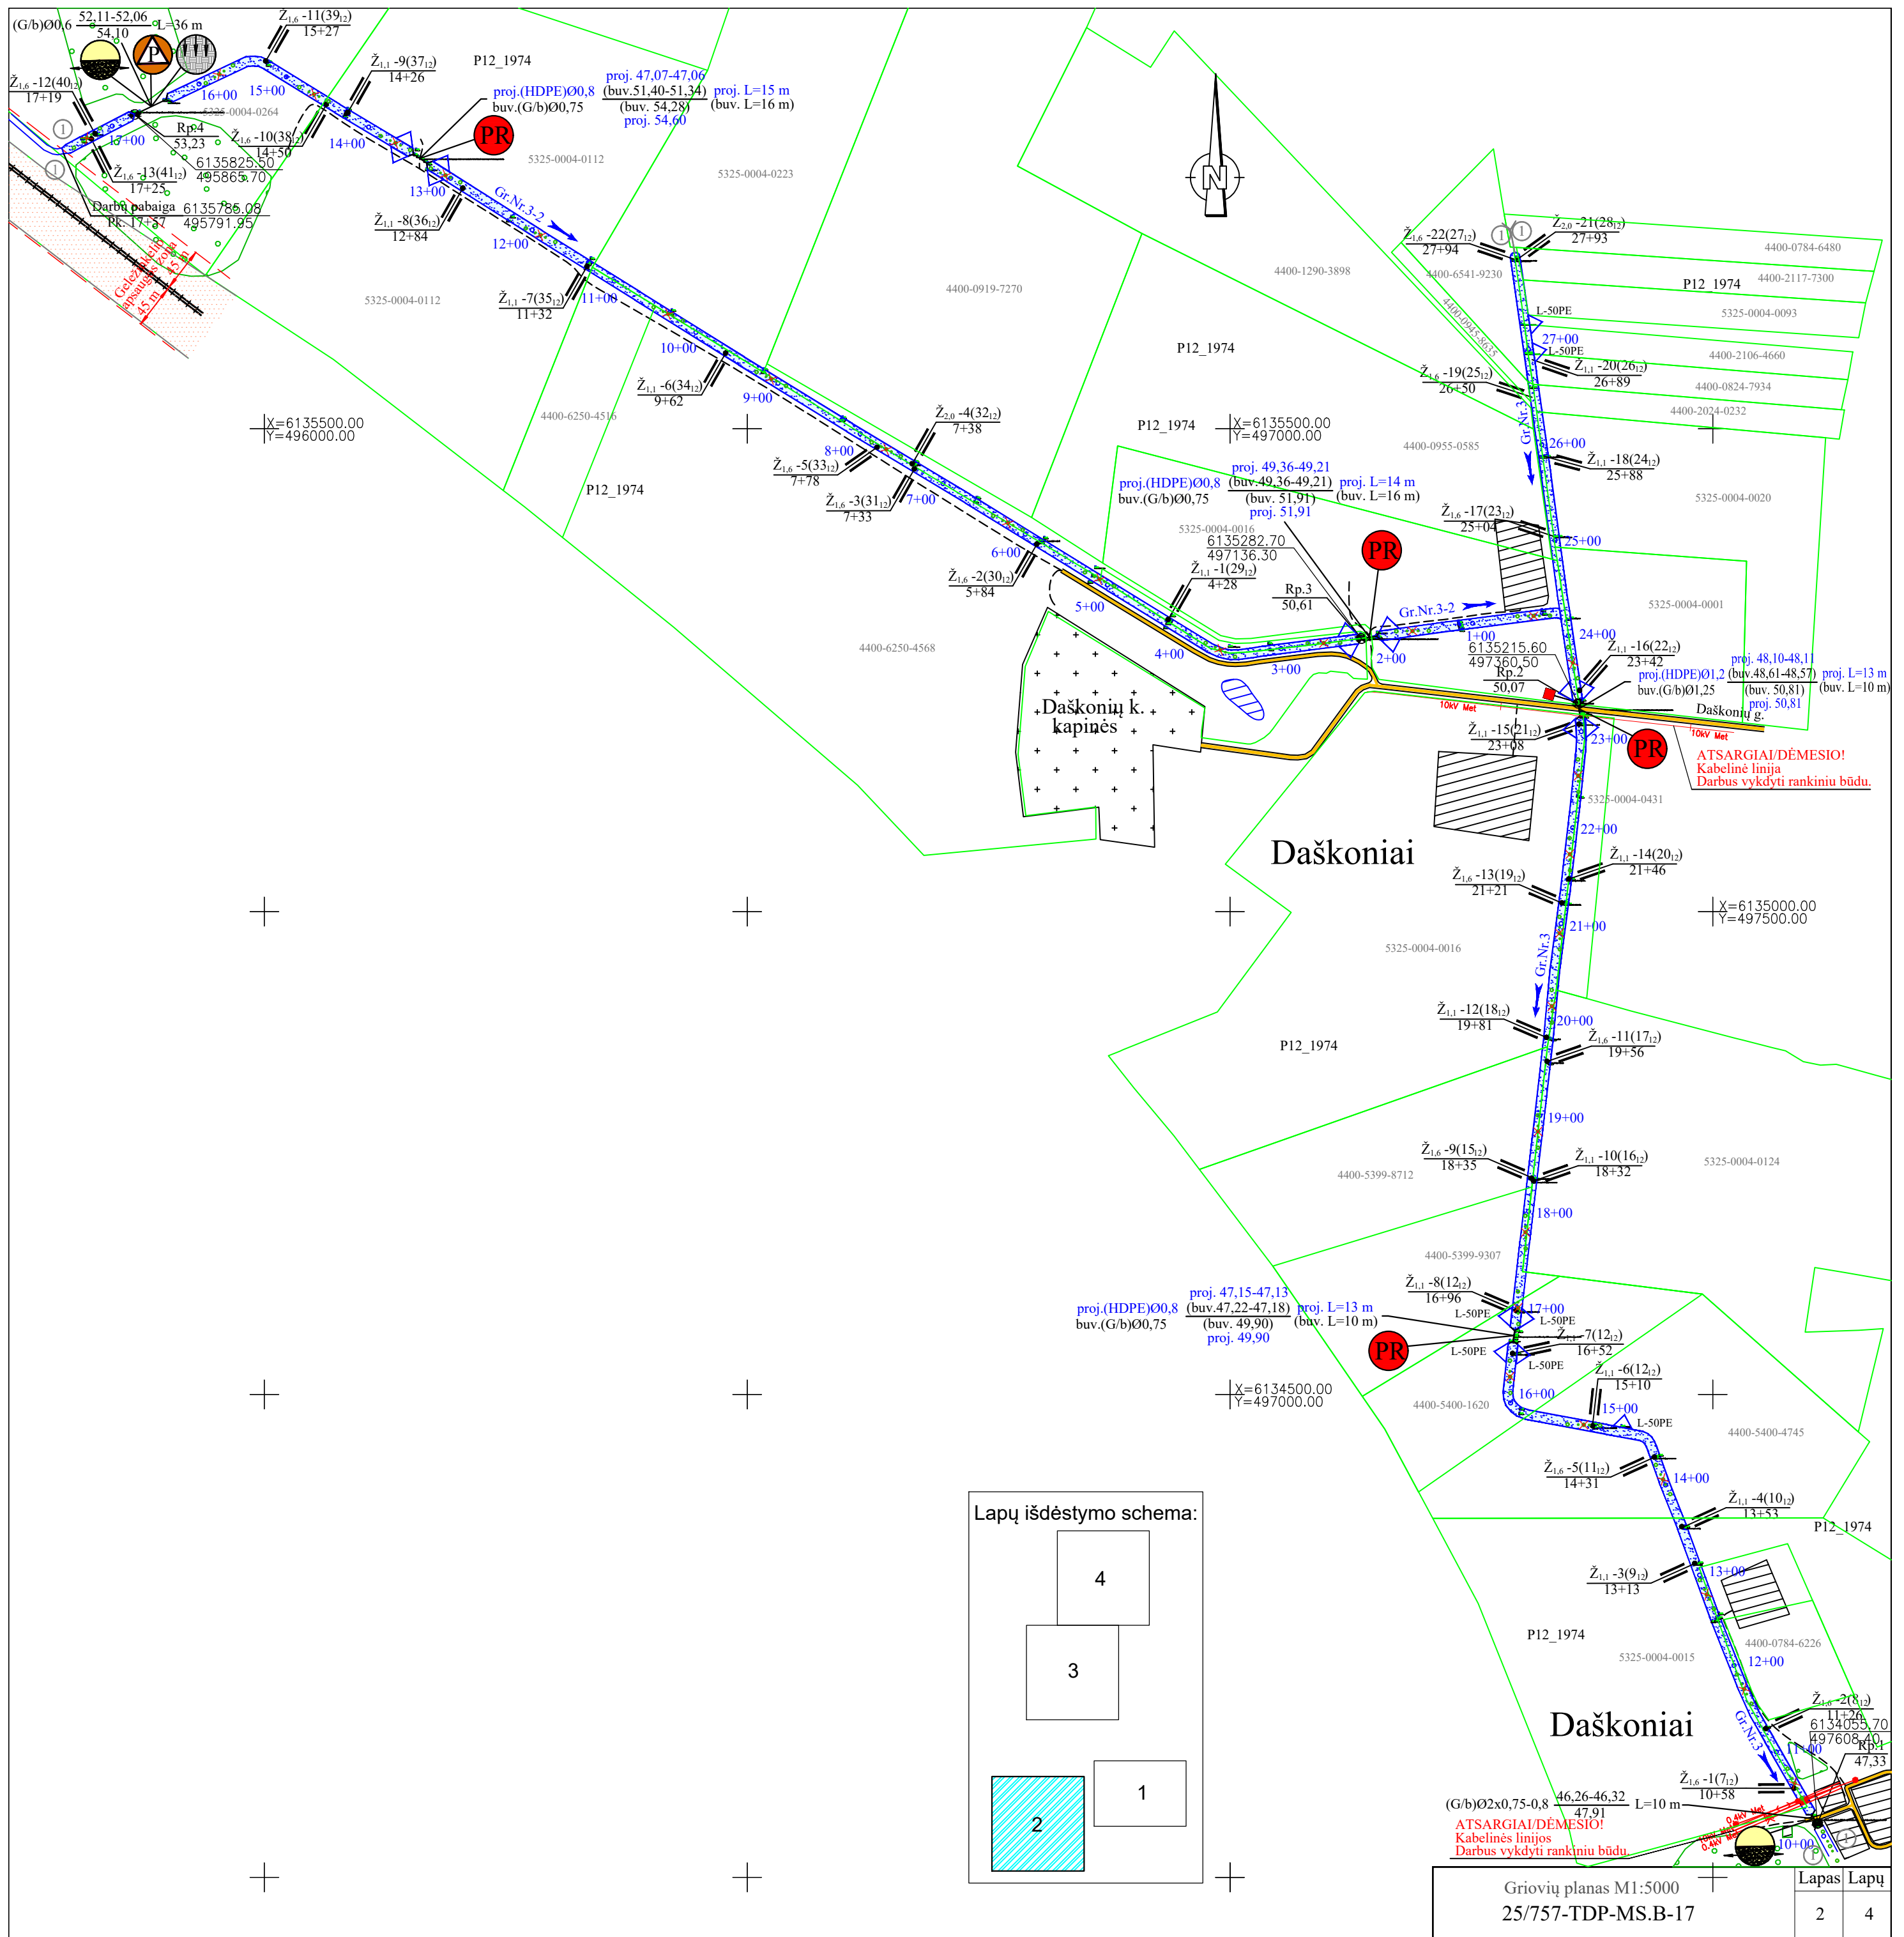 52,11-52,06
(G/b)Ø0,6 L=36 m
54,10
P
Ž1,6 -11(39₁₂)
15+27
Ž1,1 -9(37₁₂)
14+26
P12_1974
proj. 47,07-47,06
proj.(HDPE)Ø0,8 (buv.51,40-51,34) proj. L=15 m
buv.(G/b)Ø0,75 (buv. 54,28) (buv. L=16 m)
proj. 54,60
PR
Ž1,6 -12(40₁₂)
17+19
16+00
15+00
5325-0004-0264
1
17+00
Rp.4
53,23
Ž1,6 -10(38₁₂)
14+50
14+00
6135825.50
495865.70
1
Ž1,6 -13(41₁₂)
17+25
Darbų pabaiga
Pk. 17+57
6135785.08
495791.95
Geležinkelio
apsaugos zona
45 m
45 m
5325-0004-0112
5325-0004-0223
13+00
Gr.Nr.3-2
Ž1,1 -8(36₁₂)
12+84
12+00
N
Ž1,6 -22(27₁₂)
27+94
1
1
Ž2,0 -21(28₁₂)
27+93
4400-0784-6480
4400-1290-3898
4400-6541-9230
4400-2117-7300
P12_1974
5325-0004-0112
Ž1,1 -7(35₁₂)
11+32
11+00
4400-0919-7270
4400-0945-8635
L-50PE
5325-0004-0093
27+00
L-50PE
10+00
P12_1974
4400-2106-4660
Ž1,6 -19(25₁₂)
26+50
Ž1,1 -20(26₁₂)
26+89
4400-0824-7934
Ž1,1 -6(34₁₂)
9+62
9+00
4400-6250-4516
4400-2024-0232
X=6135500.00
Y=496000.00
Ž2,0 -4(32₁₂)
7+38
P12_1974
X=6135500.00
Y=497000.00
Gr.Nr.3
4400-0955-0585
26+00
8+00
Ž1,6 -5(33₁₂)
7+78
Ž1,1 -18(24₁₂)
25+88
P12_1974
Ž1,6 -3(31₁₂)
7+33
7+00
proj. 49,36-49,21
proj.(HDPE)Ø0,8 (buv.49,36-49,21) proj. L=14 m
buv.(G/b)Ø0,75 (buv. 51,91) (buv. L=16 m)
proj. 51,91
5325-0004-0020
Ž1,6 -17(23₁₂)
25+04
5325-0004-0016
6135282.70
497136.30
25+00
PR
6+00
Ž1,6 -2(30₁₂)
5+84
Ž1,1 -1(29₁₂)
4+28
Rp.3
50,61
5+00
Gr.Nr.3-2
5325-0004-0001
24+00
1+00
2+00
4400-6250-4568
4+00
3+00
6135215.60
497360.50
Rp.2
50,07
Ž1,1 -16(22₁₂)
23+42
proj. 48,10-48,11
proj.(HDPE)Ø1,2 (buv.48,61-48,57) proj. L=13 m
buv.(G/b)Ø1,25 (buv. 50,81) (buv. L=10 m)
proj. 50,81
Daškonių k.
kapinės
10kV Met
Daškonių g.
10kV Met
Ž1,1 -15(21₁₂)
23+08
23+00
PR
ATSARGIAI/DĖMESIO!
Kabelinė linija
Darbus vykdyti rankiniu būdu.
5325-0004-0431
22+00
Daškoniai
Ž1,1 -14(20₁₂)
21+46
Ž1,6 -13(19₁₂)
21+21
X=6135000.00
Y=497500.00
21+00
5325-0004-0016
Gr.Nr.3
Ž1,1 -12(18₁₂)
19+81
20+00
P12_1974
Ž1,6 -11(17₁₂)
19+56
19+00
Ž1,6 -9(15₁₂)
18+35
Ž1,1 -10(16₁₂)
18+32
5325-0004-0124
4400-5399-8712
18+00
4400-5399-9307
proj. 47,15-47,13
proj.(HDPE)Ø0,8 (buv.47,22-47,18) proj. L=13 m
buv.(G/b)Ø0,75 (buv. 49,90) (buv. L=10 m)
proj. 49,90
Ž1,1 -8(12₁₂)
16+96
17+00
L-50PE
L-50PE
PR
Ž1,1 -7(12₁₂)
16+52
L-50PE
L-50PE
Ž1,1 -6(12₁₂)
15+10
X=6134500.00
Y=497000.00
16+00
15+00
4400-5400-1620
L-50PE
4400-5400-4745
Ž1,6 -5(11₁₂)
14+31
14+00
Ž1,1 -4(10₁₂)
13+53
P12_1974
Lapų išdėstymo schema:
4
3
1
2
Ž1,1 -3(9₁₂)
13+13
13+00
P12_1974
4400-0784-6226
5325-0004-0015
12+00
Daškoniai
Ž1,6 -2(8₁₂)
11+26
6134055.70
497608.40
Rp.1
47,33
Gr.Nr.3
11+00
Ž1,6 -1(7₁₂)
10+58
46,26-46,32
(G/b)Ø2x0,75-0,8 L=10 m
47,91
ATSARGIAI/DĖMESIO!
Kabelinės linijos
Darbus vykdyti rankiniu būdu.
0.4kV Met
10kV Met
0.4kV Met
10+00
1
1
Griovių planas M1:5000
25/757-TDP-MS.B-17
Lapas Lapų
2 4